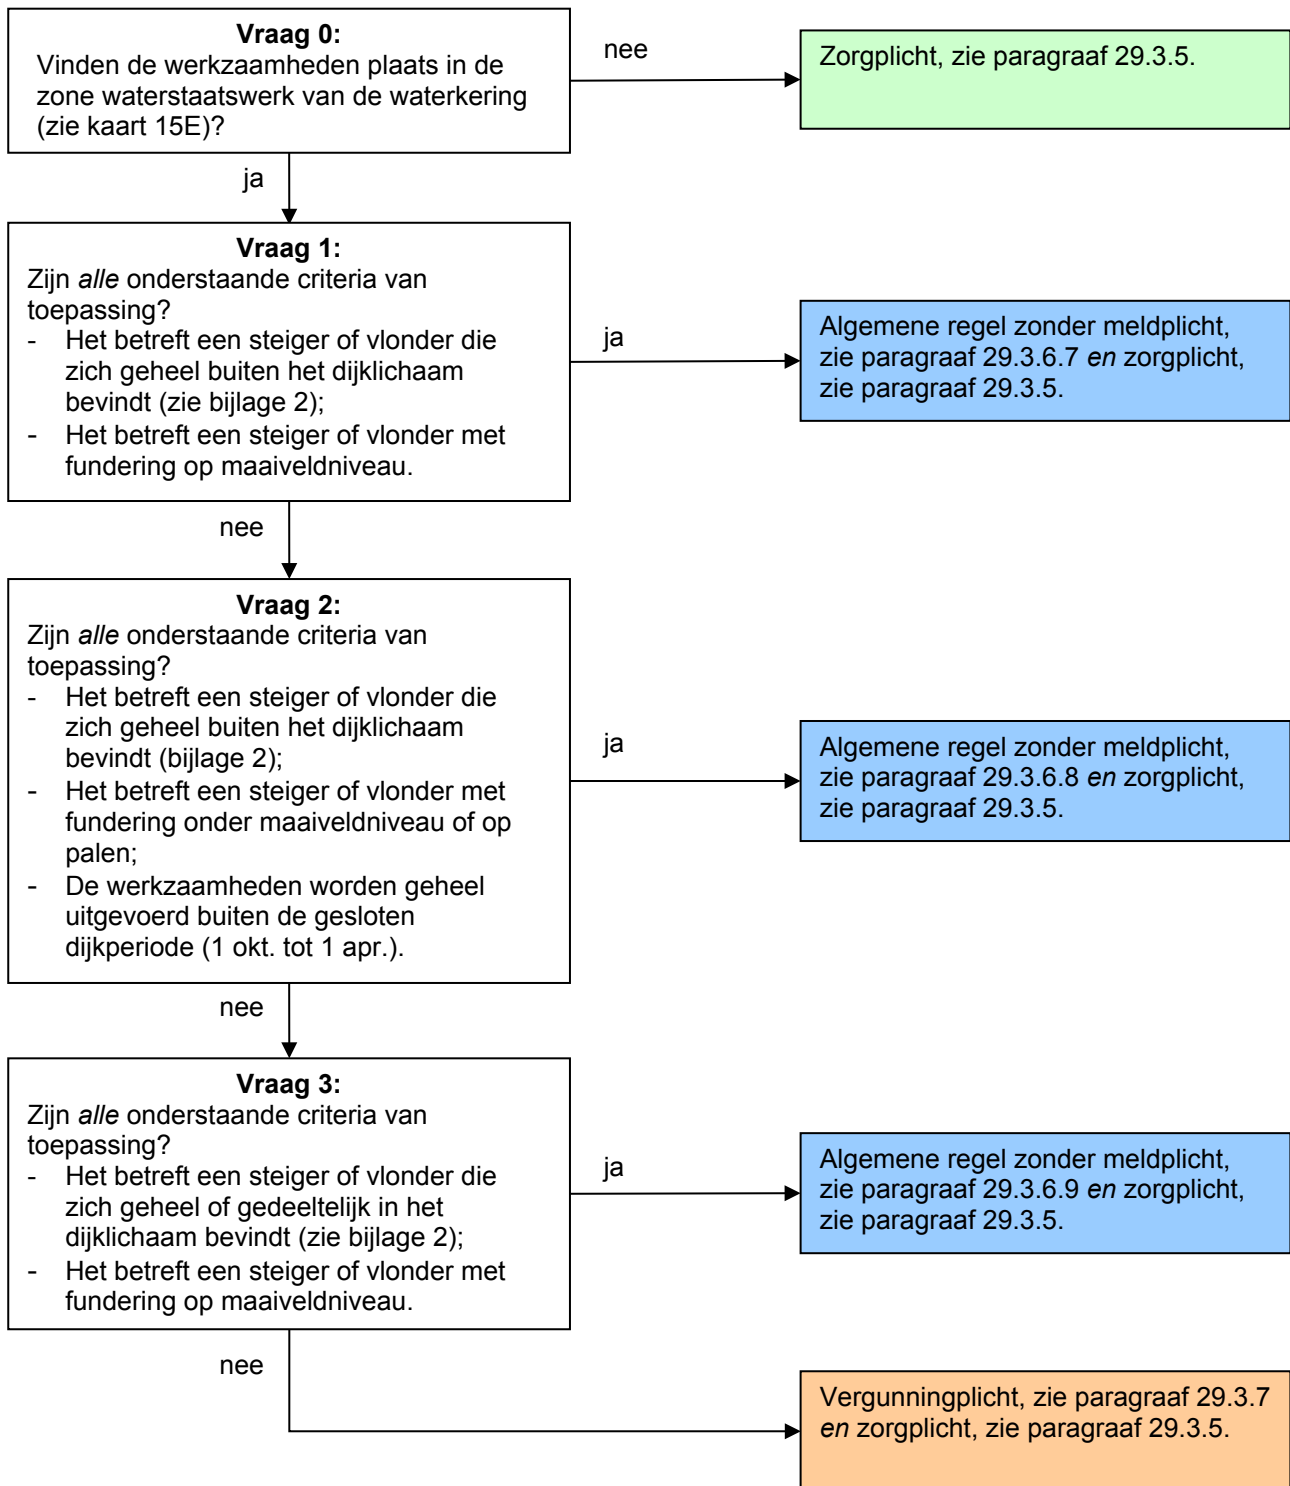 Vraag 0:
Vinden de werkzaamheden plaats in de
zone waterstaatswerk van de waterkering
(zie kaart 15E)?
nee
Zorgplicht, zie paragraaf 29.3.5.
ja
Vraag 1:
Zijn alle onderstaande criteria van
toepassing?
- Het betreft een steiger of vlonder die
zich geheel buiten het dijklichaam
bevindt (zie bijlage 2);
- Het betreft een steiger of vlonder met
fundering op maaiveldniveau.
ja
Algemene regel zonder meldplicht,
zie paragraaf 29.3.6.7 en zorgplicht,
zie paragraaf 29.3.5.
nee
Vraag 2:
Zijn alle onderstaande criteria van
toepassing?
- Het betreft een steiger of vlonder die
zich geheel buiten het dijklichaam
bevindt (bijlage 2);
- Het betreft een steiger of vlonder met
fundering onder maaiveldniveau of op
palen;
- De werkzaamheden worden geheel
uitgevoerd buiten de gesloten
dijkperiode (1 okt. tot 1 apr.).
ja
Algemene regel zonder meldplicht,
zie paragraaf 29.3.6.8 en zorgplicht,
zie paragraaf 29.3.5.
nee
Vraag 3:
Zijn alle onderstaande criteria van
toepassing?
- Het betreft een steiger of vlonder die
zich geheel of gedeeltelijk in het
dijklichaam bevindt (zie bijlage 2);
- Het betreft een steiger of vlonder met
fundering op maaiveldniveau.
ja
Algemene regel zonder meldplicht,
zie paragraaf 29.3.6.9 en zorgplicht,
zie paragraaf 29.3.5.
nee
Vergunningplicht, zie paragraaf 29.3.7
en zorgplicht, zie paragraaf 29.3.5.